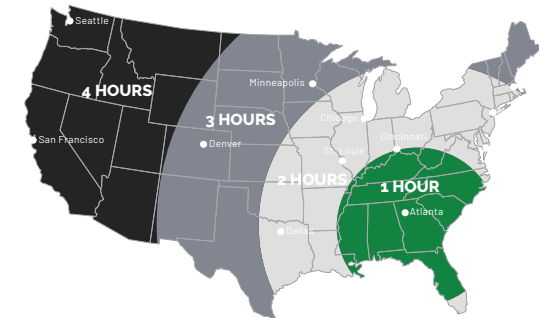 Seattle
4 HOURS
Minneapolis
3 HOURS
Chicago
San Francisco
Denver
Cincinnati
St. Louis
2 HOURS
1 HOUR
Atlanta
Dallas